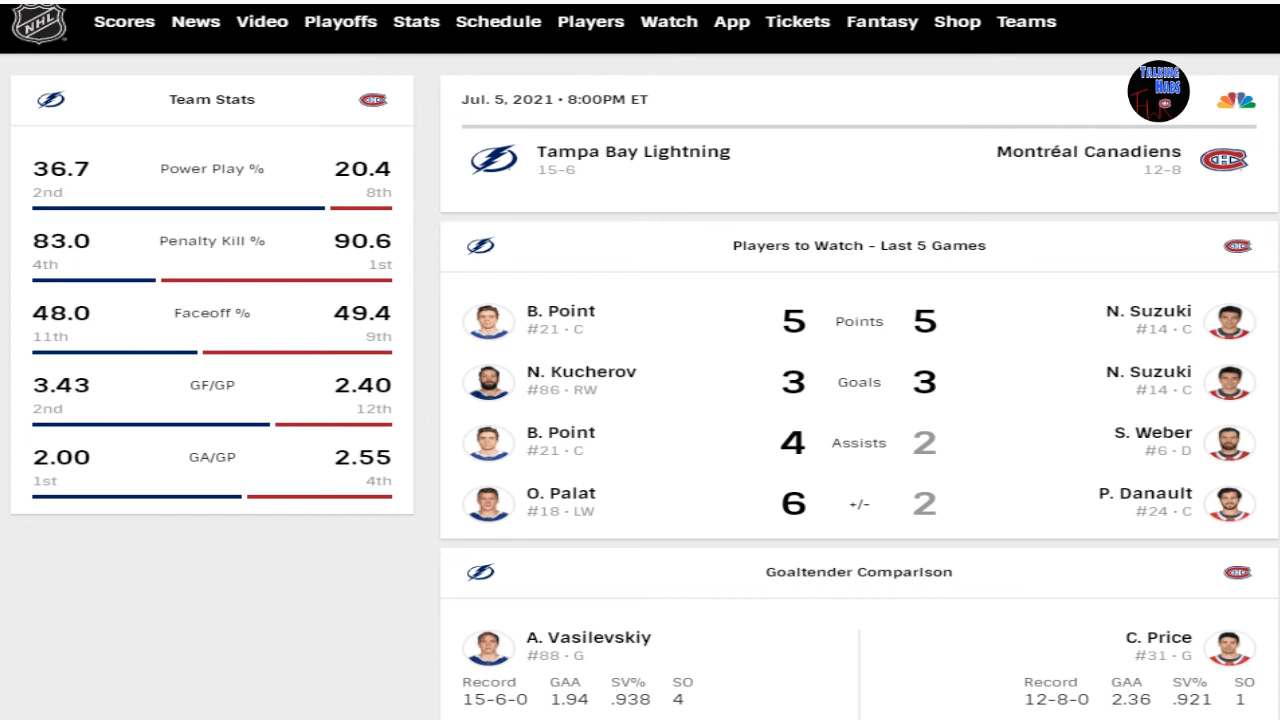 NHL
Scores News Video Playoffs Stats Schedule Players Watch App Tickets Fantasy Shop Teams
Team Stats
36.7 Power Play % 20.4
2nd 8th
83.0 Penalty Kill % 90.6
4th 1st
48.0 Faceoff % 49.4
11th 9th
3.43 GF/GP 2.40
2nd 12th
2.00 GA/GP 2.55
1st 4th
Jul. 5, 2021 • 8:00PM ET
TALKING
HABS
Tampa Bay Lightning Montréal Canadiens
15-6 12-8
Players to Watch - Last 5 Games
B. Point 5 Points 5 N. Suzuki
#21 • C #14 • C
N. Kucherov 3 Goals 3 N. Suzuki
#86 • RW #14 • C
B. Point 4 Assists 2 S. Weber
#21 • C #6 • D
O. Palat 6 +/- 2 P. Danault
#18 • LW #24 • C
Goaltender Comparison
A. Vasilevskiy C. Price
#88 • G #31 • G
Record GAA SV% SO Record GAA SV% SO
15-6-0 1.94 .938 4 12-8-0 2.36 .921 1